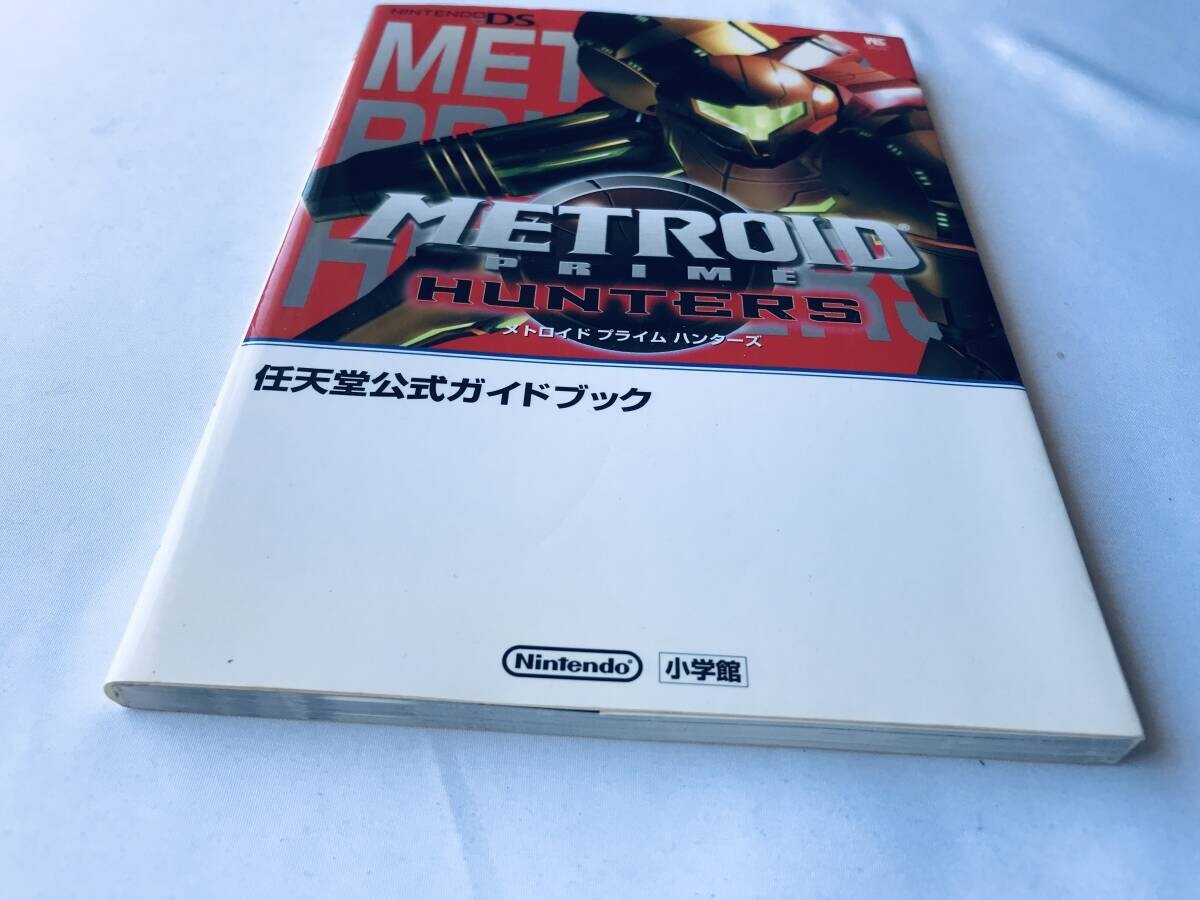 NINTENDO DS
METROID
PRIME
HUNTERS
メトロイド プライム ハンターズ
任天堂公式ガイドブック
Nintendo
小学館